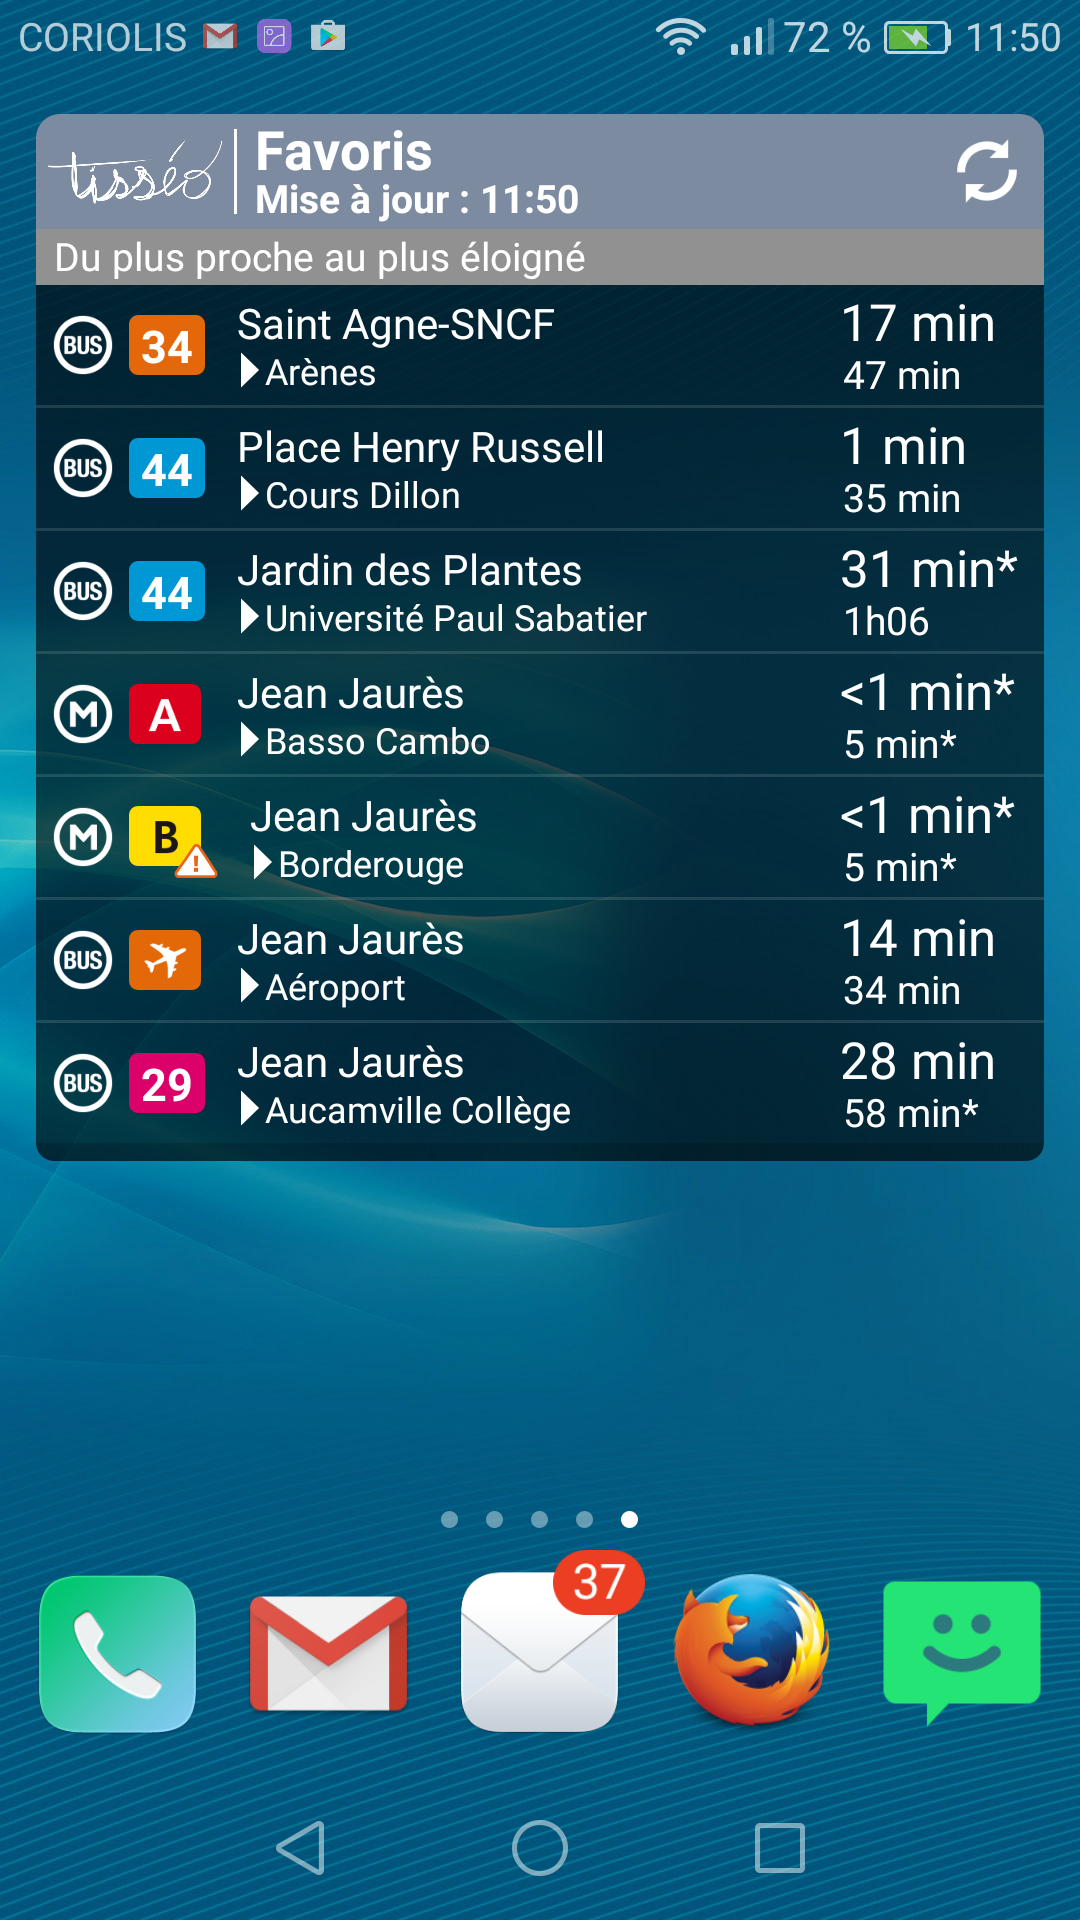 CORIOLIS 72 % 11:50
tisséo
Favoris
Mise à jour : 11:50
Du plus proche au plus éloigné
BUS 34 Saint Agne-SNCF 17 min
Arènes 47 min
BUS 44 Place Henry Russell 1 min
Cours Dillon 35 min
BUS 44 Jardin des Plantes 31 min*
Université Paul Sabatier 1h06
M A Jean Jaurès <1 min*
Basso Cambo 5 min*
M B Jean Jaurès <1 min*
! Borderouge 5 min*
BUS Jean Jaurès 14 min
Aéroport 34 min
BUS 29 Jean Jaurès 28 min
Aucamville Collège 58 min*
37